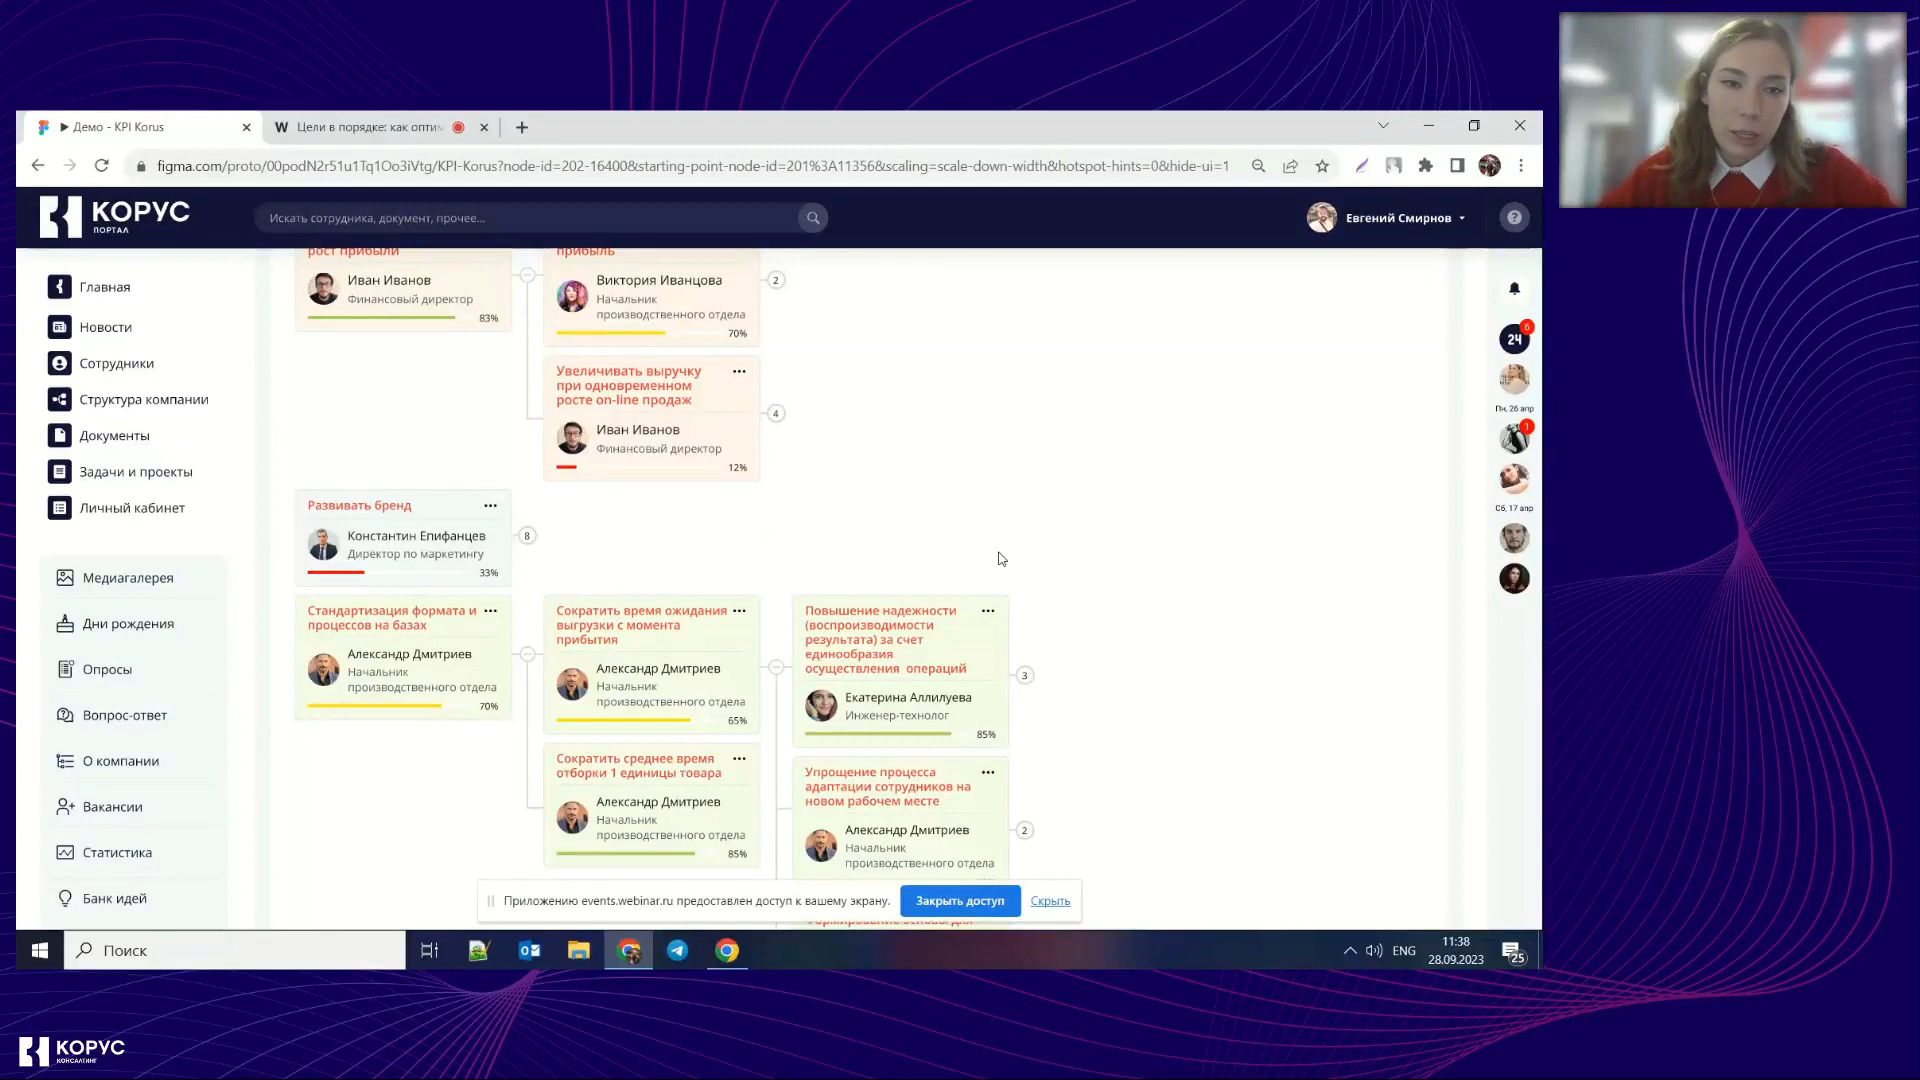 Демо - KPI Korus
W Цели в порядке: как опти
figma.com/proto/00podN2r51u1Tq1Oo3iVtg/KPI-Korus?node-id=202-16400&starting-point-node-id=201%3A11356&scaling=scale-down-width&hotspot-hints=0&hide-ui=1
КОРУС
ПОРТАЛ
Искать сотрудника, документ, прочее...
Евгений Смирнов
?
Главная
Новости
Сотрудники
Структура компании
Документы
Задачи и проекты
Личный кабинет
Медиагалерея
Дни рождения
Опросы
Вопрос-ответ
О компании
Вакансии
Статистика
Банк идей
рост прибыли
Иван Иванов
Финансовый директор
83%
прибыль
Виктория Иванцова
Начальник
производственного отдела
70%
2
Увеличивать выручку
при одновременном
росте on-line продаж
Иван Иванов
Финансовый директор
12%
4
Развивать бренд
Константин Епифанцев
Директор по маркетингу
33%
8
Стандартизация формата и
процессов на базах
Александр Дмитриев
Начальник
производственного отдела
70%
Сократить время ожидания
выгрузки с момента
прибытия
Александр Дмитриев
Начальник
производственного отдела
65%
Сократить среднее время
отборки 1 единицы товара
Александр Дмитриев
Начальник
производственного отдела
85%
Повышение надежности
(воспроизводимости
результата) за счет
единообразия
осуществления операций
Екатерина Аллилуева
Инженер-технолог
85%
3
Упрощение процесса
адаптации сотрудников на
новом рабочем месте
Александр Дмитриев
Начальник
производственного отдела
2
24
6
Пн, 26 апр
1
Сб, 17 апр
Приложению events.webinar.ru предоставлен доступ к вашему экрану.
Закрыть доступ
Скрыть
Поиск
ENG
11:38
28.09.2023
25
КОРУС
КОНСАЛТИНГ